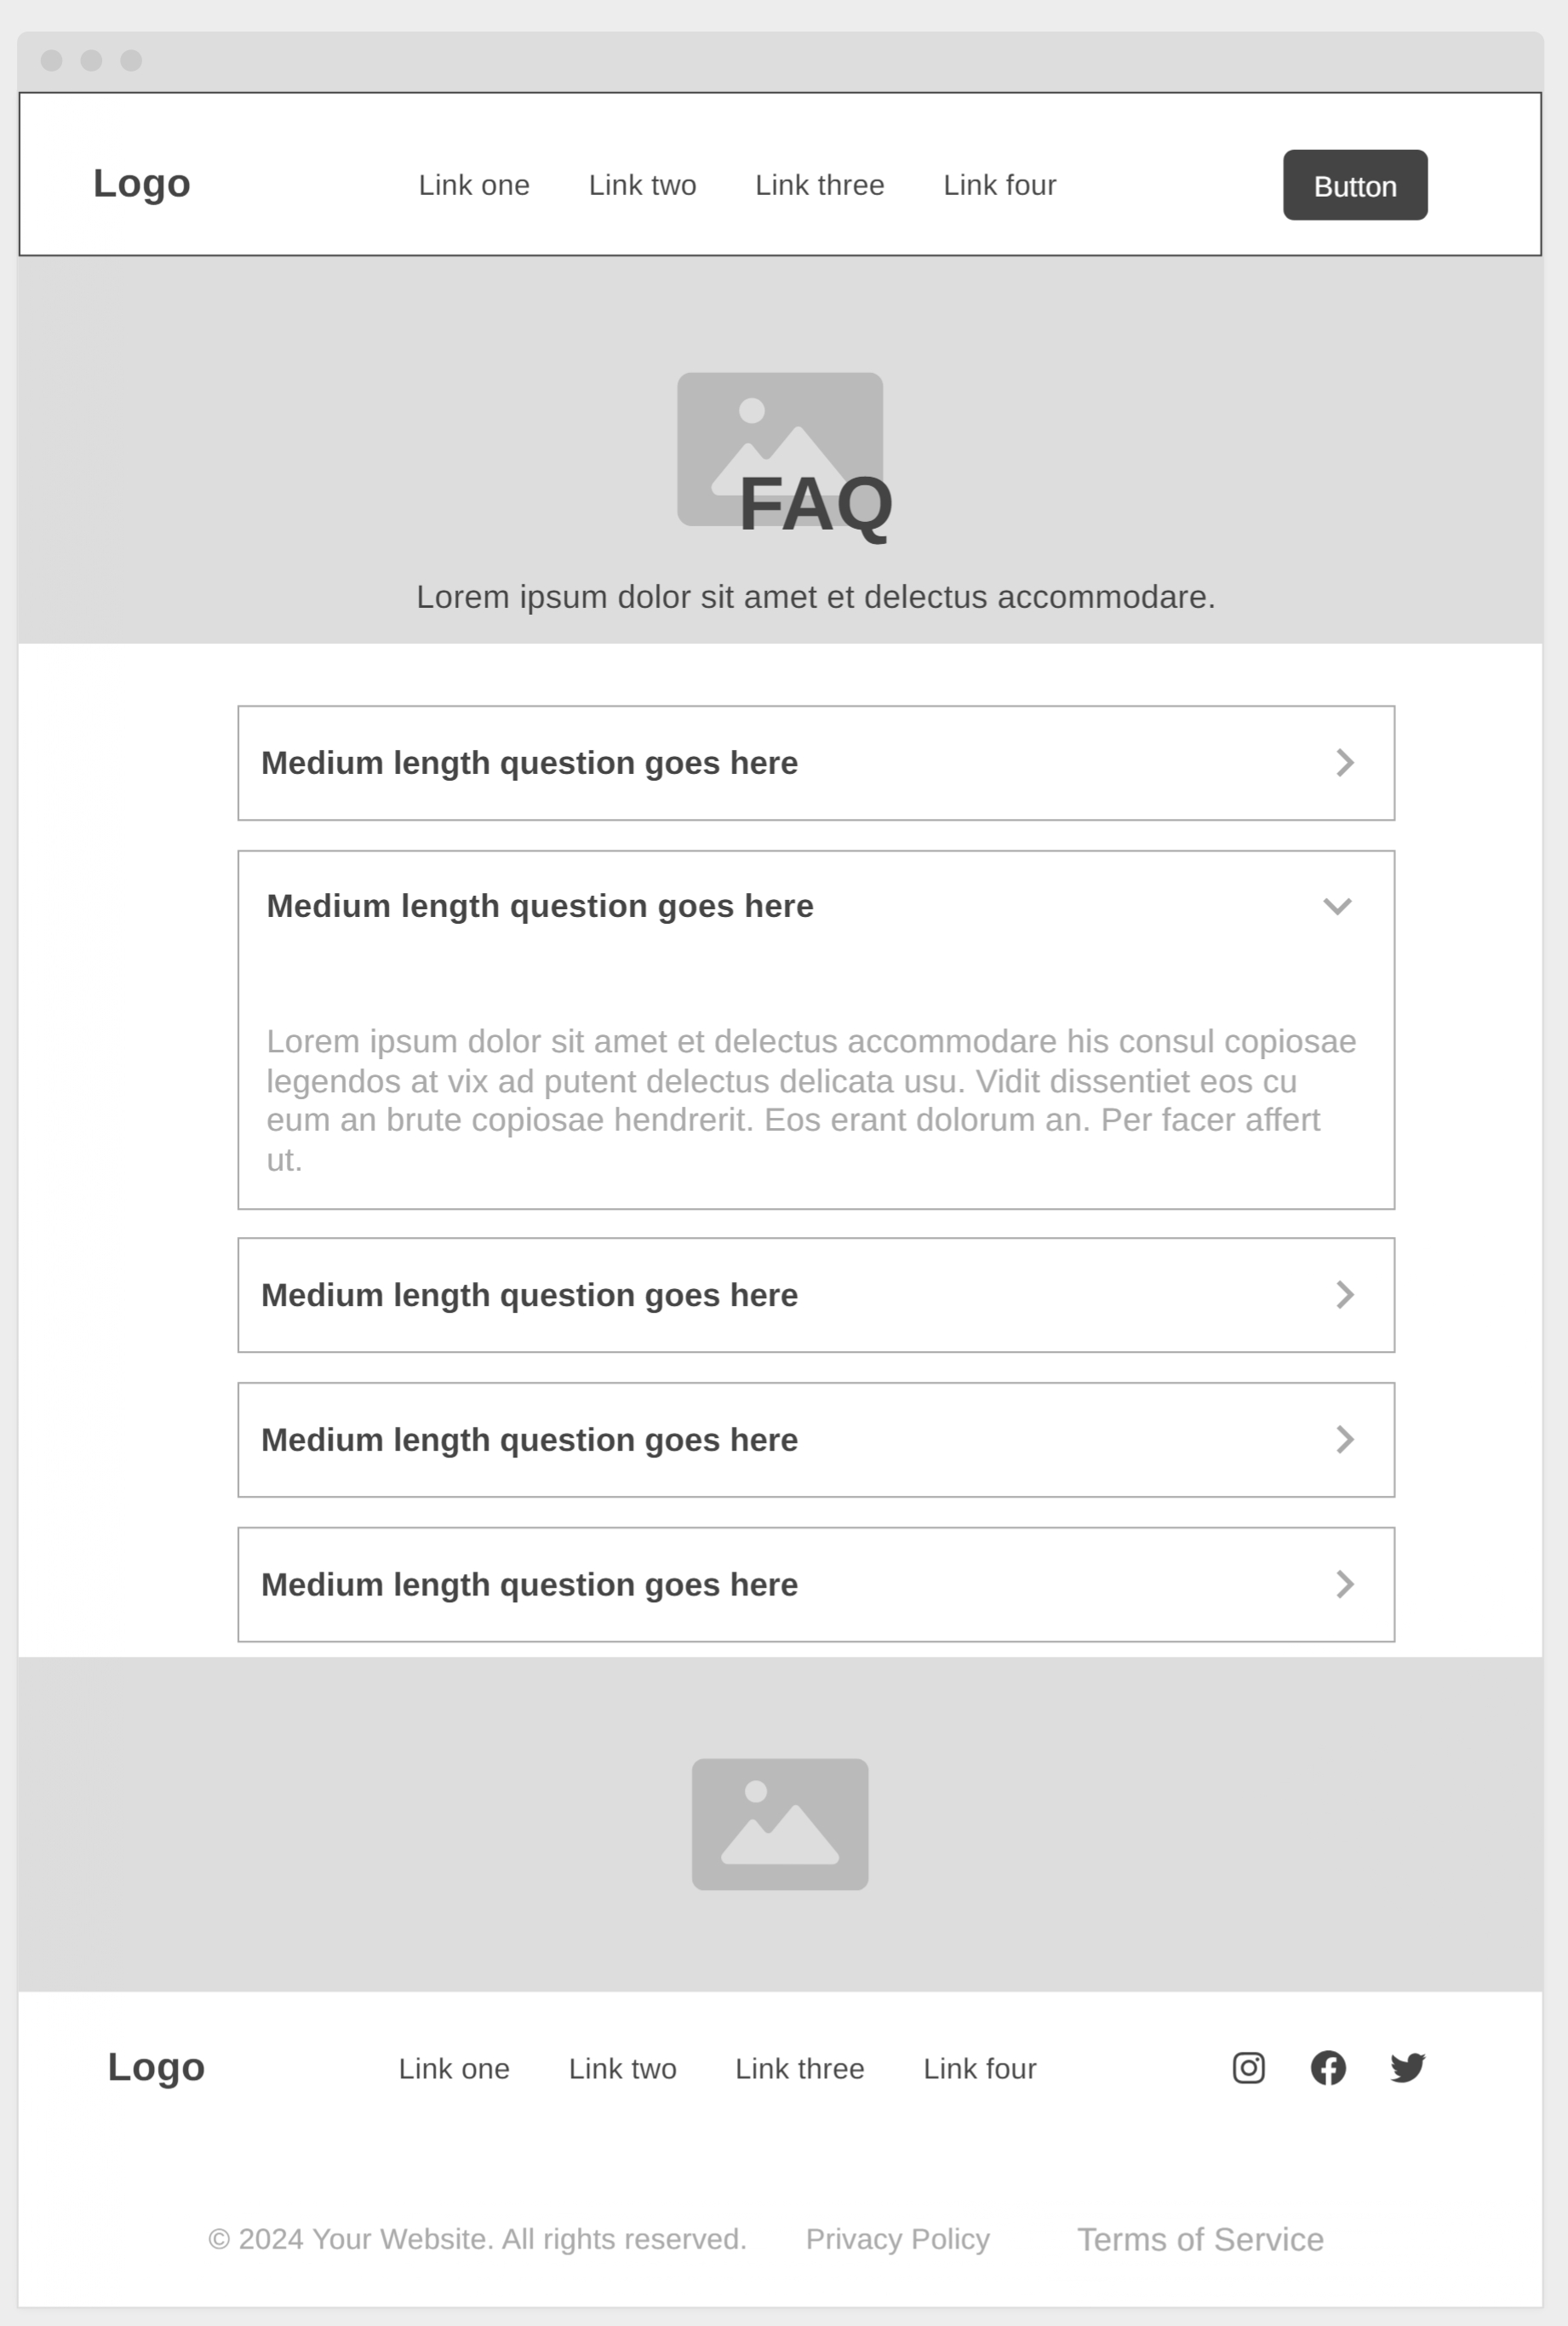 Logo
Link one Link two Link three Link four
Button
FAQ
Lorem ipsum dolor sit amet et delectus accommodare.
Medium length question goes here
Medium length question goes here
Lorem ipsum dolor sit amet et delectus accommodare his consul copiosae
legendos at vix ad putent delectus delicata usu. Vidit dissentiet eos cu
eum an brute copiosae hendrerit. Eos erant dolorum an. Per facer affert
ut.
Medium length question goes here
Medium length question goes here
Medium length question goes here
Logo
Link one Link two Link three Link four
© 2024 Your Website. All rights reserved. Privacy Policy Terms of Service